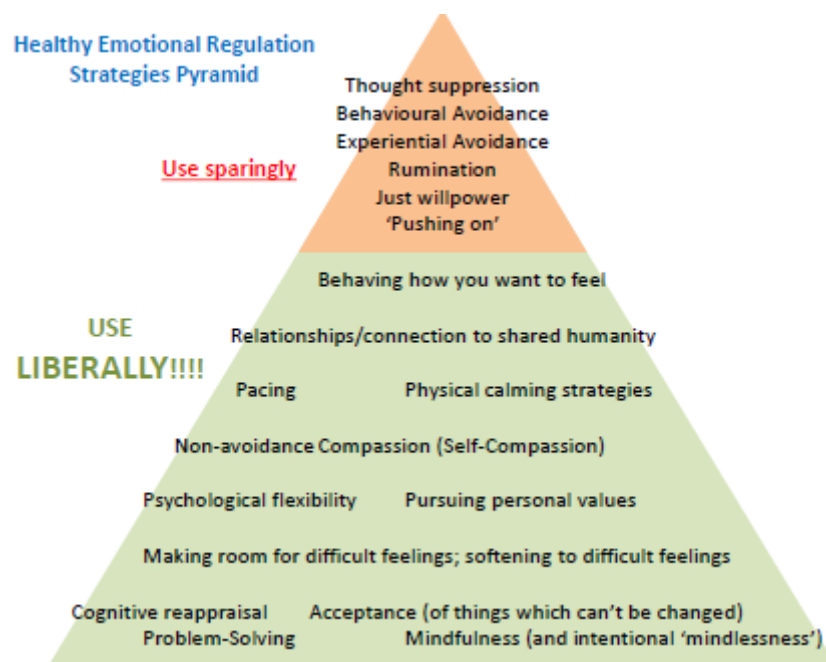 Healthy Emotional Regulation
Strategies Pyramid
Thought suppression
Behavioural Avoidance
Experiential Avoidance
Use sparingly
Rumination
Just willpower
‘Pushing on’
Behaving how you want to feel
USE
LIBERALLY!!!!
Relationships/connection to shared humanity
Pacing Physical calming strategies
Non-avoidance Compassion (Self-Compassion)
Psychological flexibility Pursuing personal values
Making room for difficult feelings; softening to difficult feelings
Cognitive reappraisal Acceptance (of things which can’t be changed)
Problem-Solving Mindfulness (and intentional ‘mindlessness’)